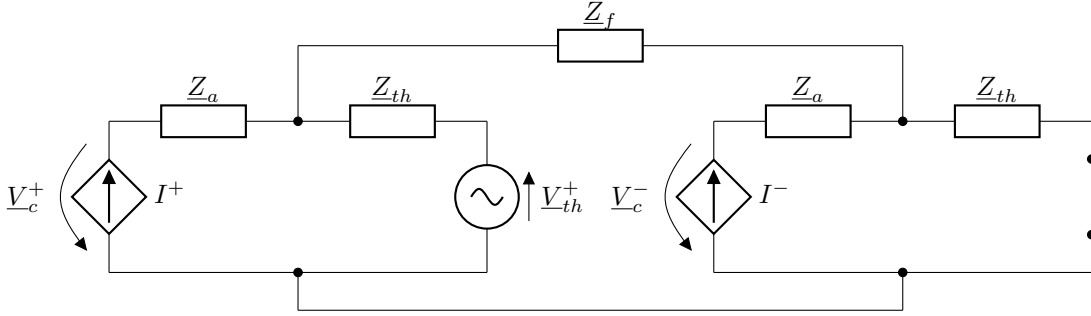 Z_f
Z_a
Z_th
Z_a
Z_th
V_c^+
I^+
V_th^+
V_c^-
I^-